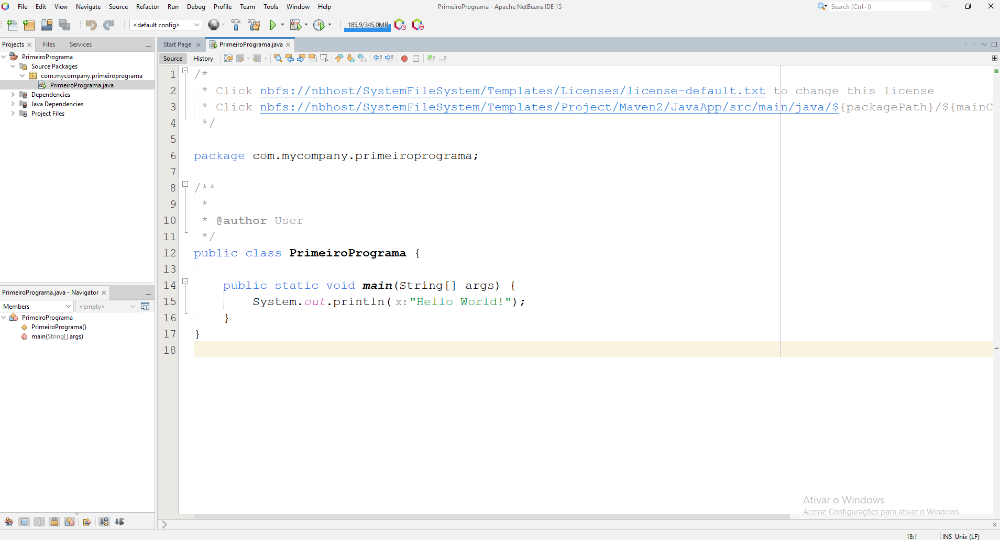 File Edit View Navigate Source Refactor Run Debug Profile Team Tools Window Help
PrimeiroPrograma - Apache NetBeans IDE 15
Search (Ctrl+I)
<default config>
185,9/345,0MB
Projects Files Services
PrimeiroPrograma
Source Packages
com.mycompany.primeiroprograma
PrimeiroPrograma.java
Dependencies
Java Dependencies
Project Files
PrimeiroPrograma.java - Navigator
Members <empty>
PrimeiroPrograma
PrimeiroPrograma()
main(String[] args)
Start Page PrimeiroPrograma.java
Source History
1 /*
2 * Click nbfs://nbhost/SystemFileSystem/Templates/Licenses/license-default.txt to change this license
3 * Click nbfs://nbhost/SystemFileSystem/Templates/Project/Maven2/JavaApp/src/main/java/${packagePath}/${mainC
4 */
5
6 package com.mycompany.primeiroprograma;
7
8 /**
9 *
10 * @author User
11 */
12 public class PrimeiroPrograma {
13
14 public static void main(String[] args) {
15 System.out.println( x: "Hello World!");
16 }
17 }
18
Ativar o Windows
Acesse Configurações para ativar o Windows.
18:1 INS Unix (LF)